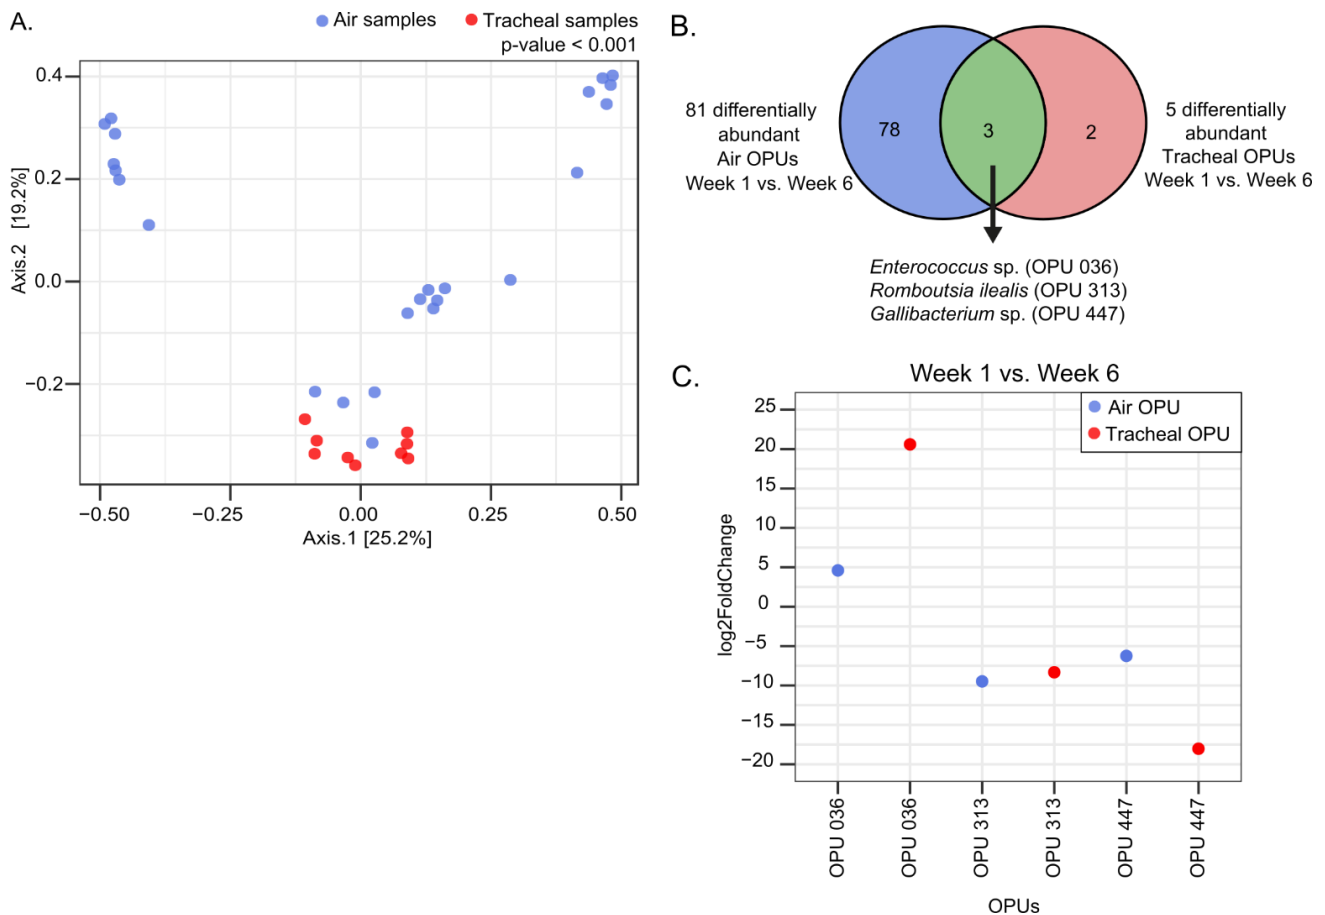 A.
Air samples
Tracheal samples
p-value < 0.001
0.4
0.2
0.0
−0.2
Axis.2 [19.2%]
−0.50
−0.25
0.00
0.25
0.50
Axis.1 [25.2%]
B.
81 differentially
abundant
Air OPUs
Week 1 vs. Week 6
78
3
2
5 differentially
abundant
Tracheal OPUs
Week 1 vs. Week 6
Enterococcus sp. (OPU 036)
Romboutsia ilealis (OPU 313)
Gallibacterium sp. (OPU 447)
C.
Week 1 vs. Week 6
Air OPU
Tracheal OPU
25
20
15
10
5
0
−5
−10
−15
−20
log2FoldChange
OPU 036
OPU 036
OPU 313
OPU 313
OPU 447
OPU 447
OPUs